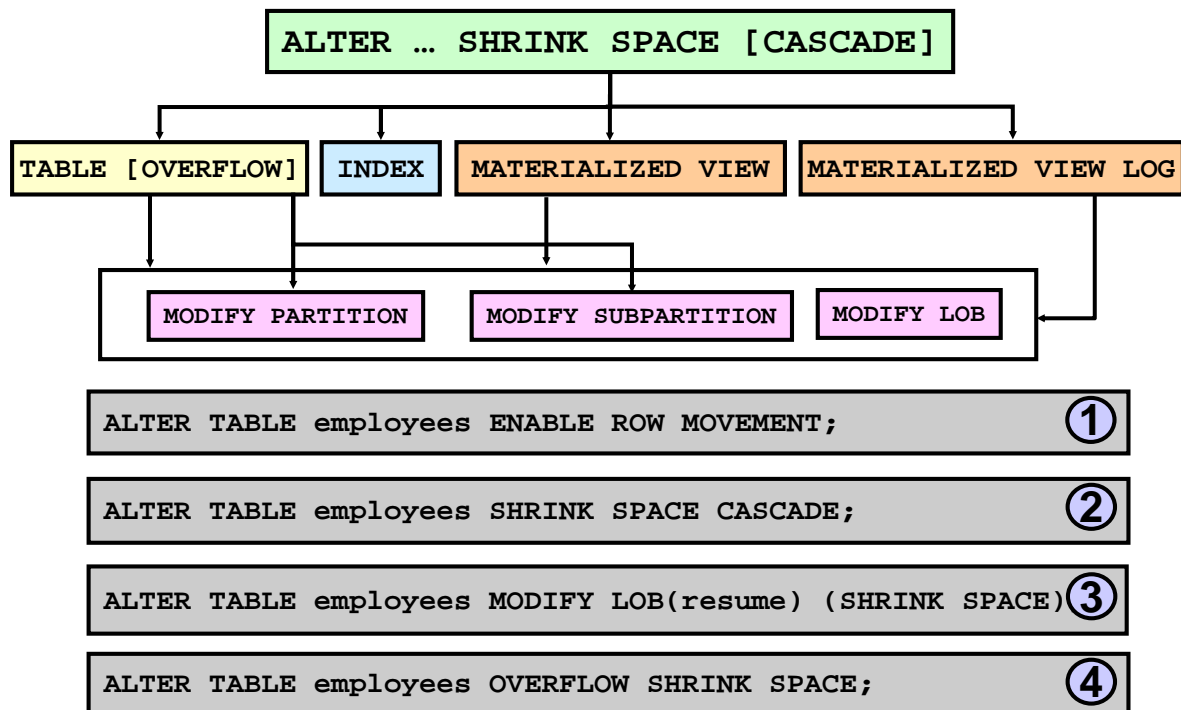 ALTER … SHRINK SPACE [CASCADE]
TABLE [OVERFLOW]
INDEX
MATERIALIZED VIEW
MATERIALIZED VIEW LOG
MODIFY PARTITION
MODIFY SUBPARTITION
MODIFY LOB
ALTER TABLE employees ENABLE ROW MOVEMENT; 1
ALTER TABLE employees SHRINK SPACE CASCADE; 2
ALTER TABLE employees MODIFY LOB(resume) (SHRINK SPACE) 3
ALTER TABLE employees OVERFLOW SHRINK SPACE; 4